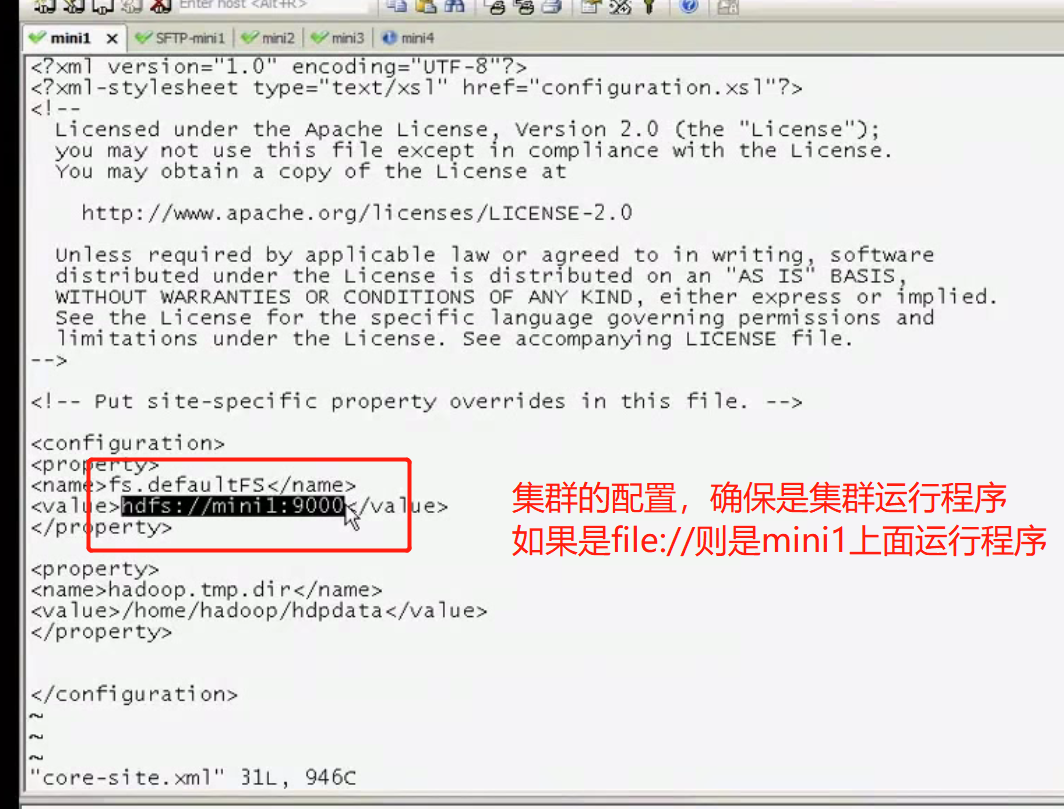 Enter host <Alt+R>
mini1
SFTP-mini1
mini2
mini3
mini4
<?xml version="1.0" encoding="UTF-8"?>
<?xml-stylesheet type="text/xsl" href="configuration.xsl"?>
<!--
Licensed under the Apache License, Version 2.0 (the "License");
you may not use this file except in compliance with the License.
You may obtain a copy of the License at
http://www.apache.org/licenses/LICENSE-2.0
Unless required by applicable law or agreed to in writing, software
distributed under the License is distributed on an "AS IS" BASIS,
WITHOUT WARRANTIES OR CONDITIONS OF ANY KIND, either express or implied.
See the License for the specific language governing permissions and
limitations under the License. See accompanying LICENSE file.
-->
<!-- Put site-specific property overrides in this file. -->
<configuration>
<property>
<name>fs.defaultFS</name>
<value>hdfs://mini1:9000</value>
</property>
集群的配置，确保是集群运行程序
如果是file://则是mini1上面运行程序
<property>
<name>hadoop.tmp.dir</name>
<value>/home/hadoop/hdpdata</value>
</property>
</configuration>
~
~
~
"core-site.xml" 31L, 946C